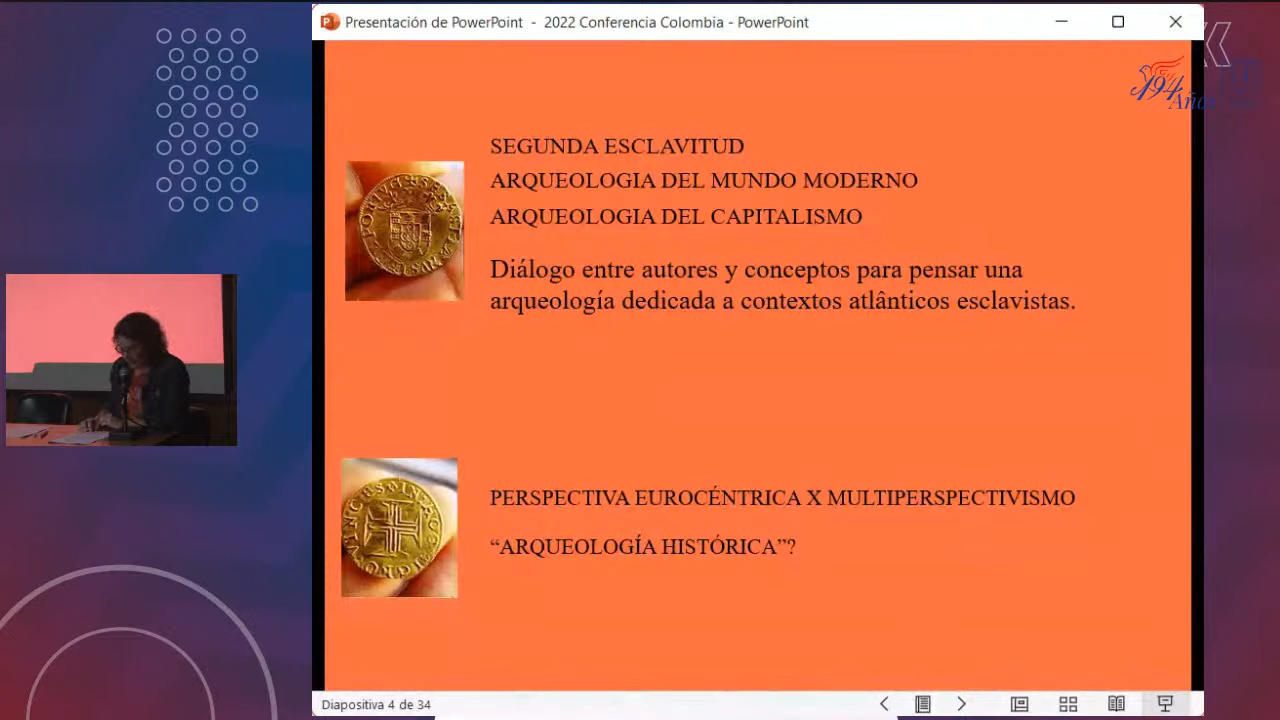 Presentación de PowerPoint - 2022 Conferencia Colombia - PowerPoint
194
Años
SEGUNDA ESCLAVITUD
ARQUEOLOGIA DEL MUNDO MODERNO
ARQUEOLOGIA DEL CAPITALISMO
Diálogo entre autores y conceptos para pensar una
arqueología dedicada a contextos atlânticos esclavistas.
PERSPECTIVA EUROCÉNTRICA X MULTIPERSPECTIVISMO
“ARQUEOLOGÍA HISTÓRICA”?
Diapositiva 4 de 34